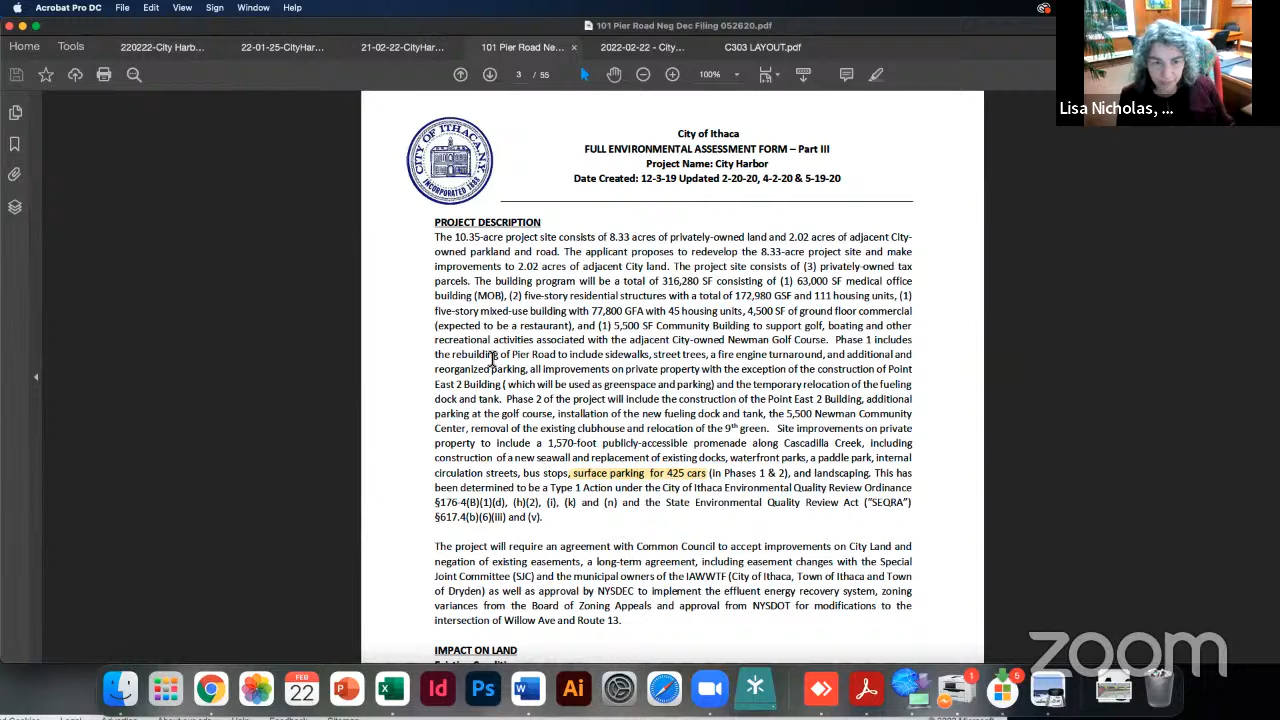 Acrobat Pro DC File Edit View Sign Window Help
101 Pier Road Neg Dec Filing 052620.pdf
Home Tools 220222-City Harb... 22-01-25-CityHar... 21-02-22-CityHar... 101 Pier Road Ne... × 2022-02-22 - City... C303 LAYOUT.pdf
3 / 55 100%
Lisa Nicholas, ...
CITY OF ITHACA, N.Y.
INCORPORATED 1888
City of Ithaca
FULL ENVIRONMENTAL ASSESSMENT FORM – Part III
Project Name: City Harbor
Date Created: 12-3-19 Updated 2-20-20, 4-2-20 & 5-19-20
PROJECT DESCRIPTION
The 10.35-acre project site consists of 8.33 acres of privately-owned land and 2.02 acres of adjacent City-
owned parkland and road. The applicant proposes to redevelop the 8.33-acre project site and make
improvements to 2.02 acres of adjacent City land. The project site consists of (3) privately-owned tax
parcels. The building program will be a total of 316,280 SF consisting of (1) 63,000 SF medical office
building (MOB), (2) five-story residential structures with a total of 172,980 GSF and 111 housing units, (1)
five-story mixed-use building with 77,800 GFA with 45 housing units, 4,500 SF of ground floor commercial
(expected to be a restaurant), and (1) 5,500 SF Community Building to support golf, boating and other
recreational activities associated with the adjacent City-owned Newman Golf Course. Phase 1 includes
the rebuilding of Pier Road to include sidewalks, street trees, a fire engine turnaround, and additional and
reorganized parking, all improvements on private property with the exception of the construction of Point
East 2 Building ( which will be used as greenspace and parking) and the temporary relocation of the fueling
dock and tank. Phase 2 of the project will include the construction of the Point East 2 Building, additional
parking at the golf course, installation of the new fueling dock and tank, the 5,500 Newman Community
Center, removal of the existing clubhouse and relocation of the 9th green. Site improvements on private
property to include a 1,570-foot publicly-accessible promenade along Cascadilla Creek, including
construction of a new seawall and replacement of existing docks, waterfront parks, a paddle park, internal
circulation streets, bus stops, surface parking for 425 cars (in Phases 1 & 2), and landscaping. This has
been determined to be a Type 1 Action under the City of Ithaca Environmental Quality Review Ordinance
§176-4(B)(1)(d), (h)(2), (i), (k) and (n) and the State Environmental Quality Review Act ("SEQRA")
§617.4(b)(6)(iii) and (v).
The project will require an agreement with Common Council to accept improvements on City Land and
negation of existing easements, a long-term agreement, including easement changes with the Special
Joint Committee (SJC) and the municipal owners of the IAWWTF (City of Ithaca, Town of Ithaca and Town
of Dryden) as well as approval by NYSDEC to implement the effluent energy recovery system, zoning
variances from the Board of Zoning Appeals and approval from NYSDOT for modifications to the
intersection of Willow Ave and Route 13.
IMPACT ON LAND
zoom
FEB
22
Id Ps W Ai 1 5